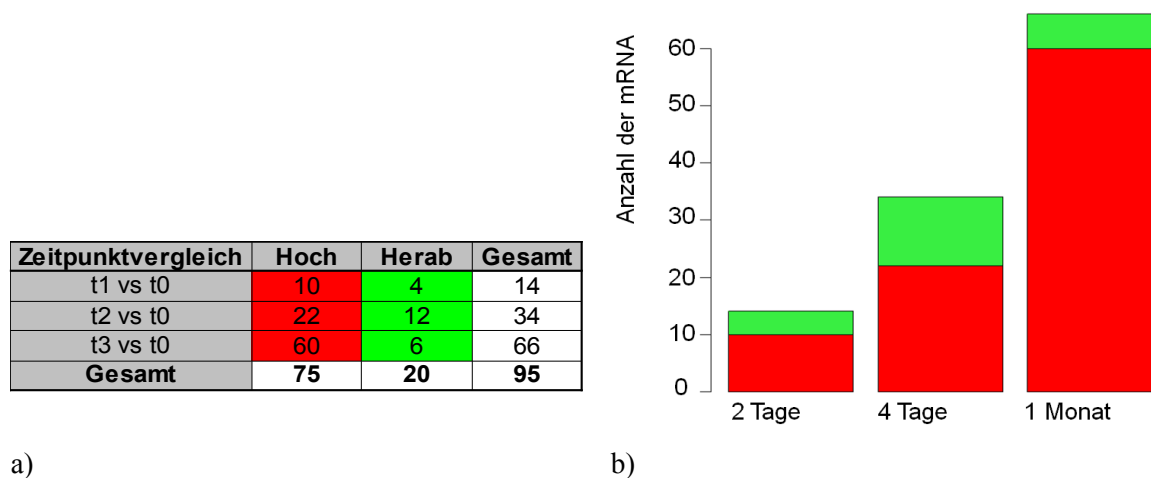 Zeitpunktvergleich Hoch Herab Gesamt
t1 vs t0 10 4 14
t2 vs t0 22 12 34
t3 vs t0 60 6 66
Gesamt 75 20 95
a)
Anzahl der mRNA
60
50
40
30
20
10
0
2 Tage 4 Tage 1 Monat
b)